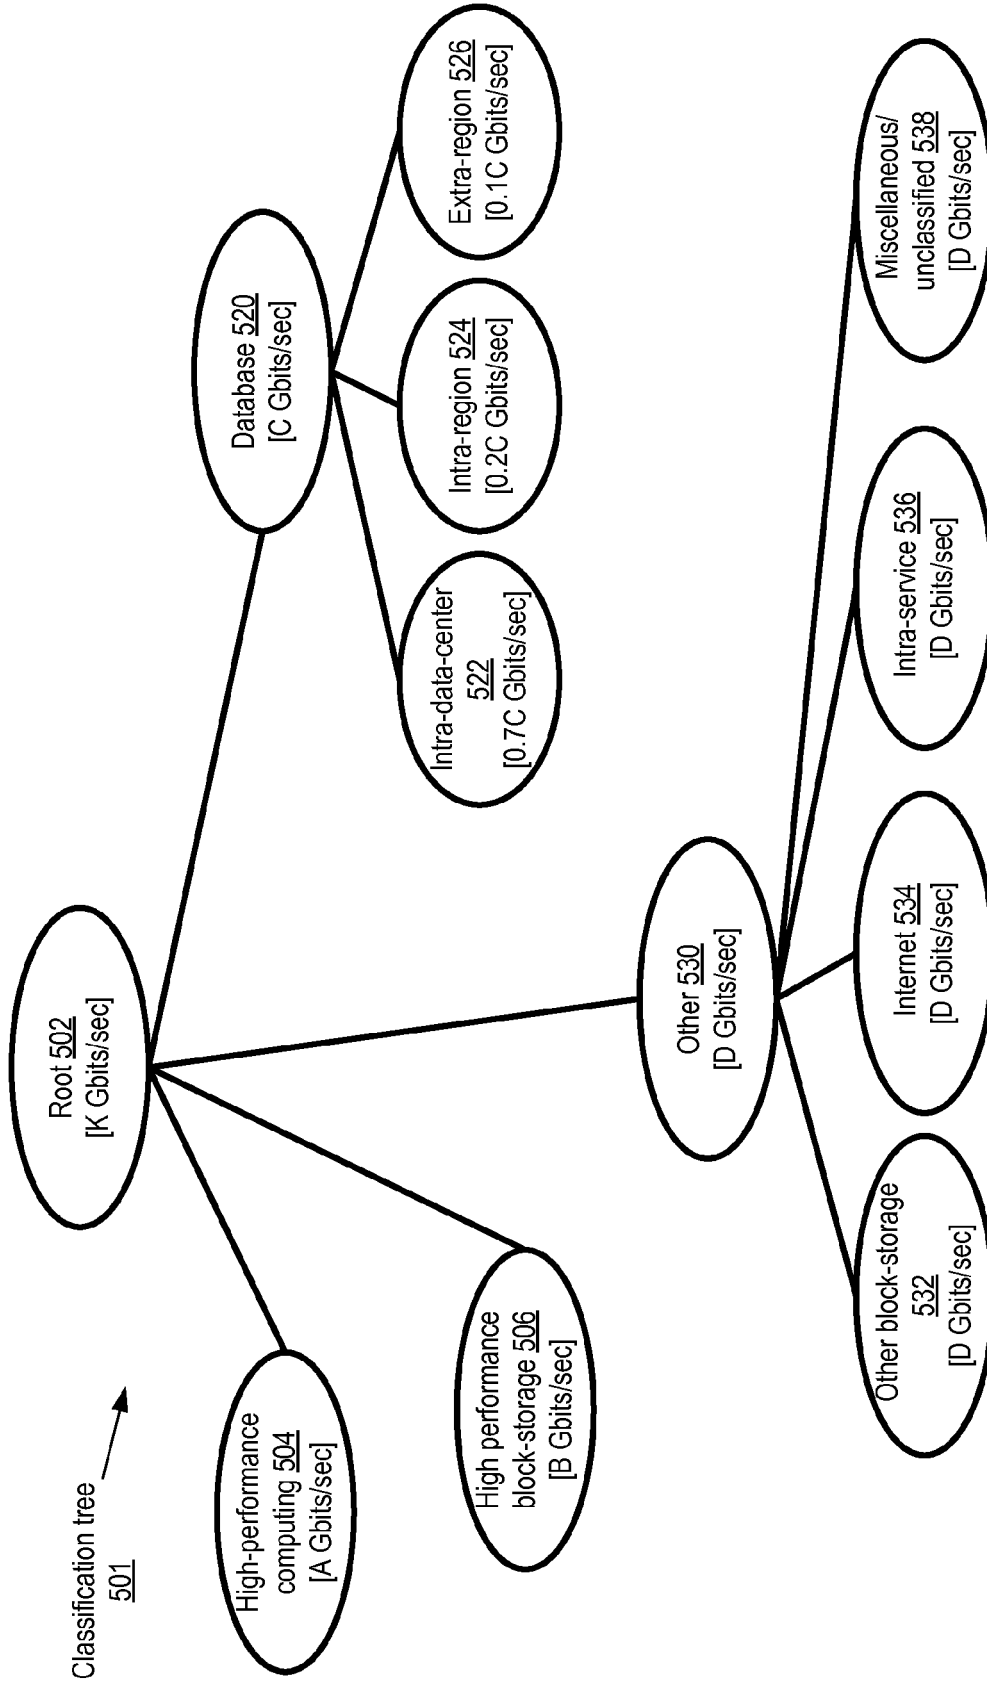 Classification tree
501
Root 502
[K Gbits/sec]
High-performance
computing 504
[A Gbits/sec]
High performance
block-storage 506
[B Gbits/sec]
Database 520
[C Gbits/sec]
Intra-data-center
522
[0.7C Gbits/sec]
Intra-region 524
[0.2C Gbits/sec]
Extra-region 526
[0.1C Gbits/sec]
Other 530
[D Gbits/sec]
Other block-storage
532
[D Gbits/sec]
Internet 534
[D Gbits/sec]
Intra-service 536
[D Gbits/sec]
Miscellaneous/
unclassified 538
[D Gbits/sec]